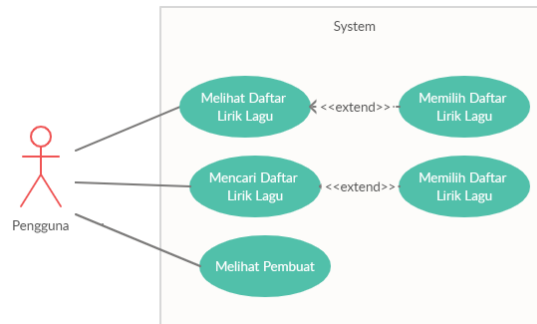 System
Melihat Daftar
Lirik Lagu
<<extend>>
Memilih Daftar
Lirik Lagu
Mencari Daftar
Lirik Lagu
<<extend>>
Memilih Daftar
Lirik Lagu
Pengguna
Melihat Pembuat